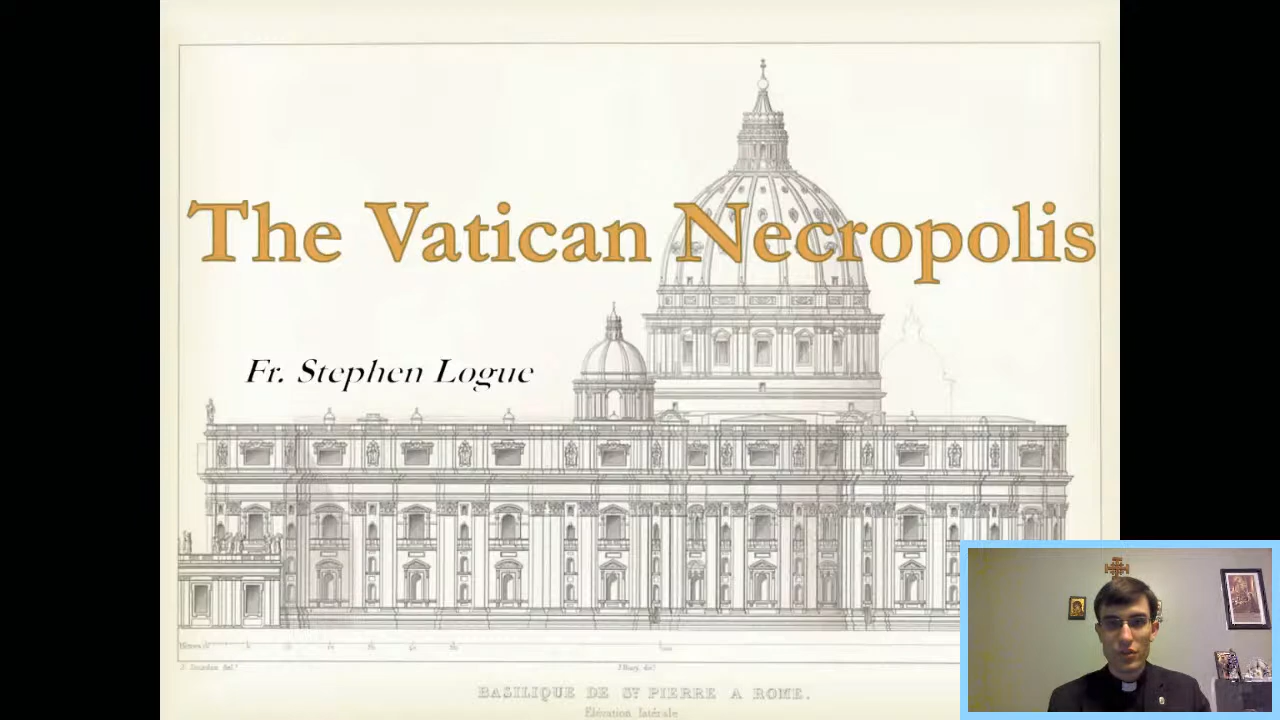 The Vatican Necropolis
Fr. Stephen Logue
BASILIQUE DE ST PIERRE A ROME.
Élévation latérale